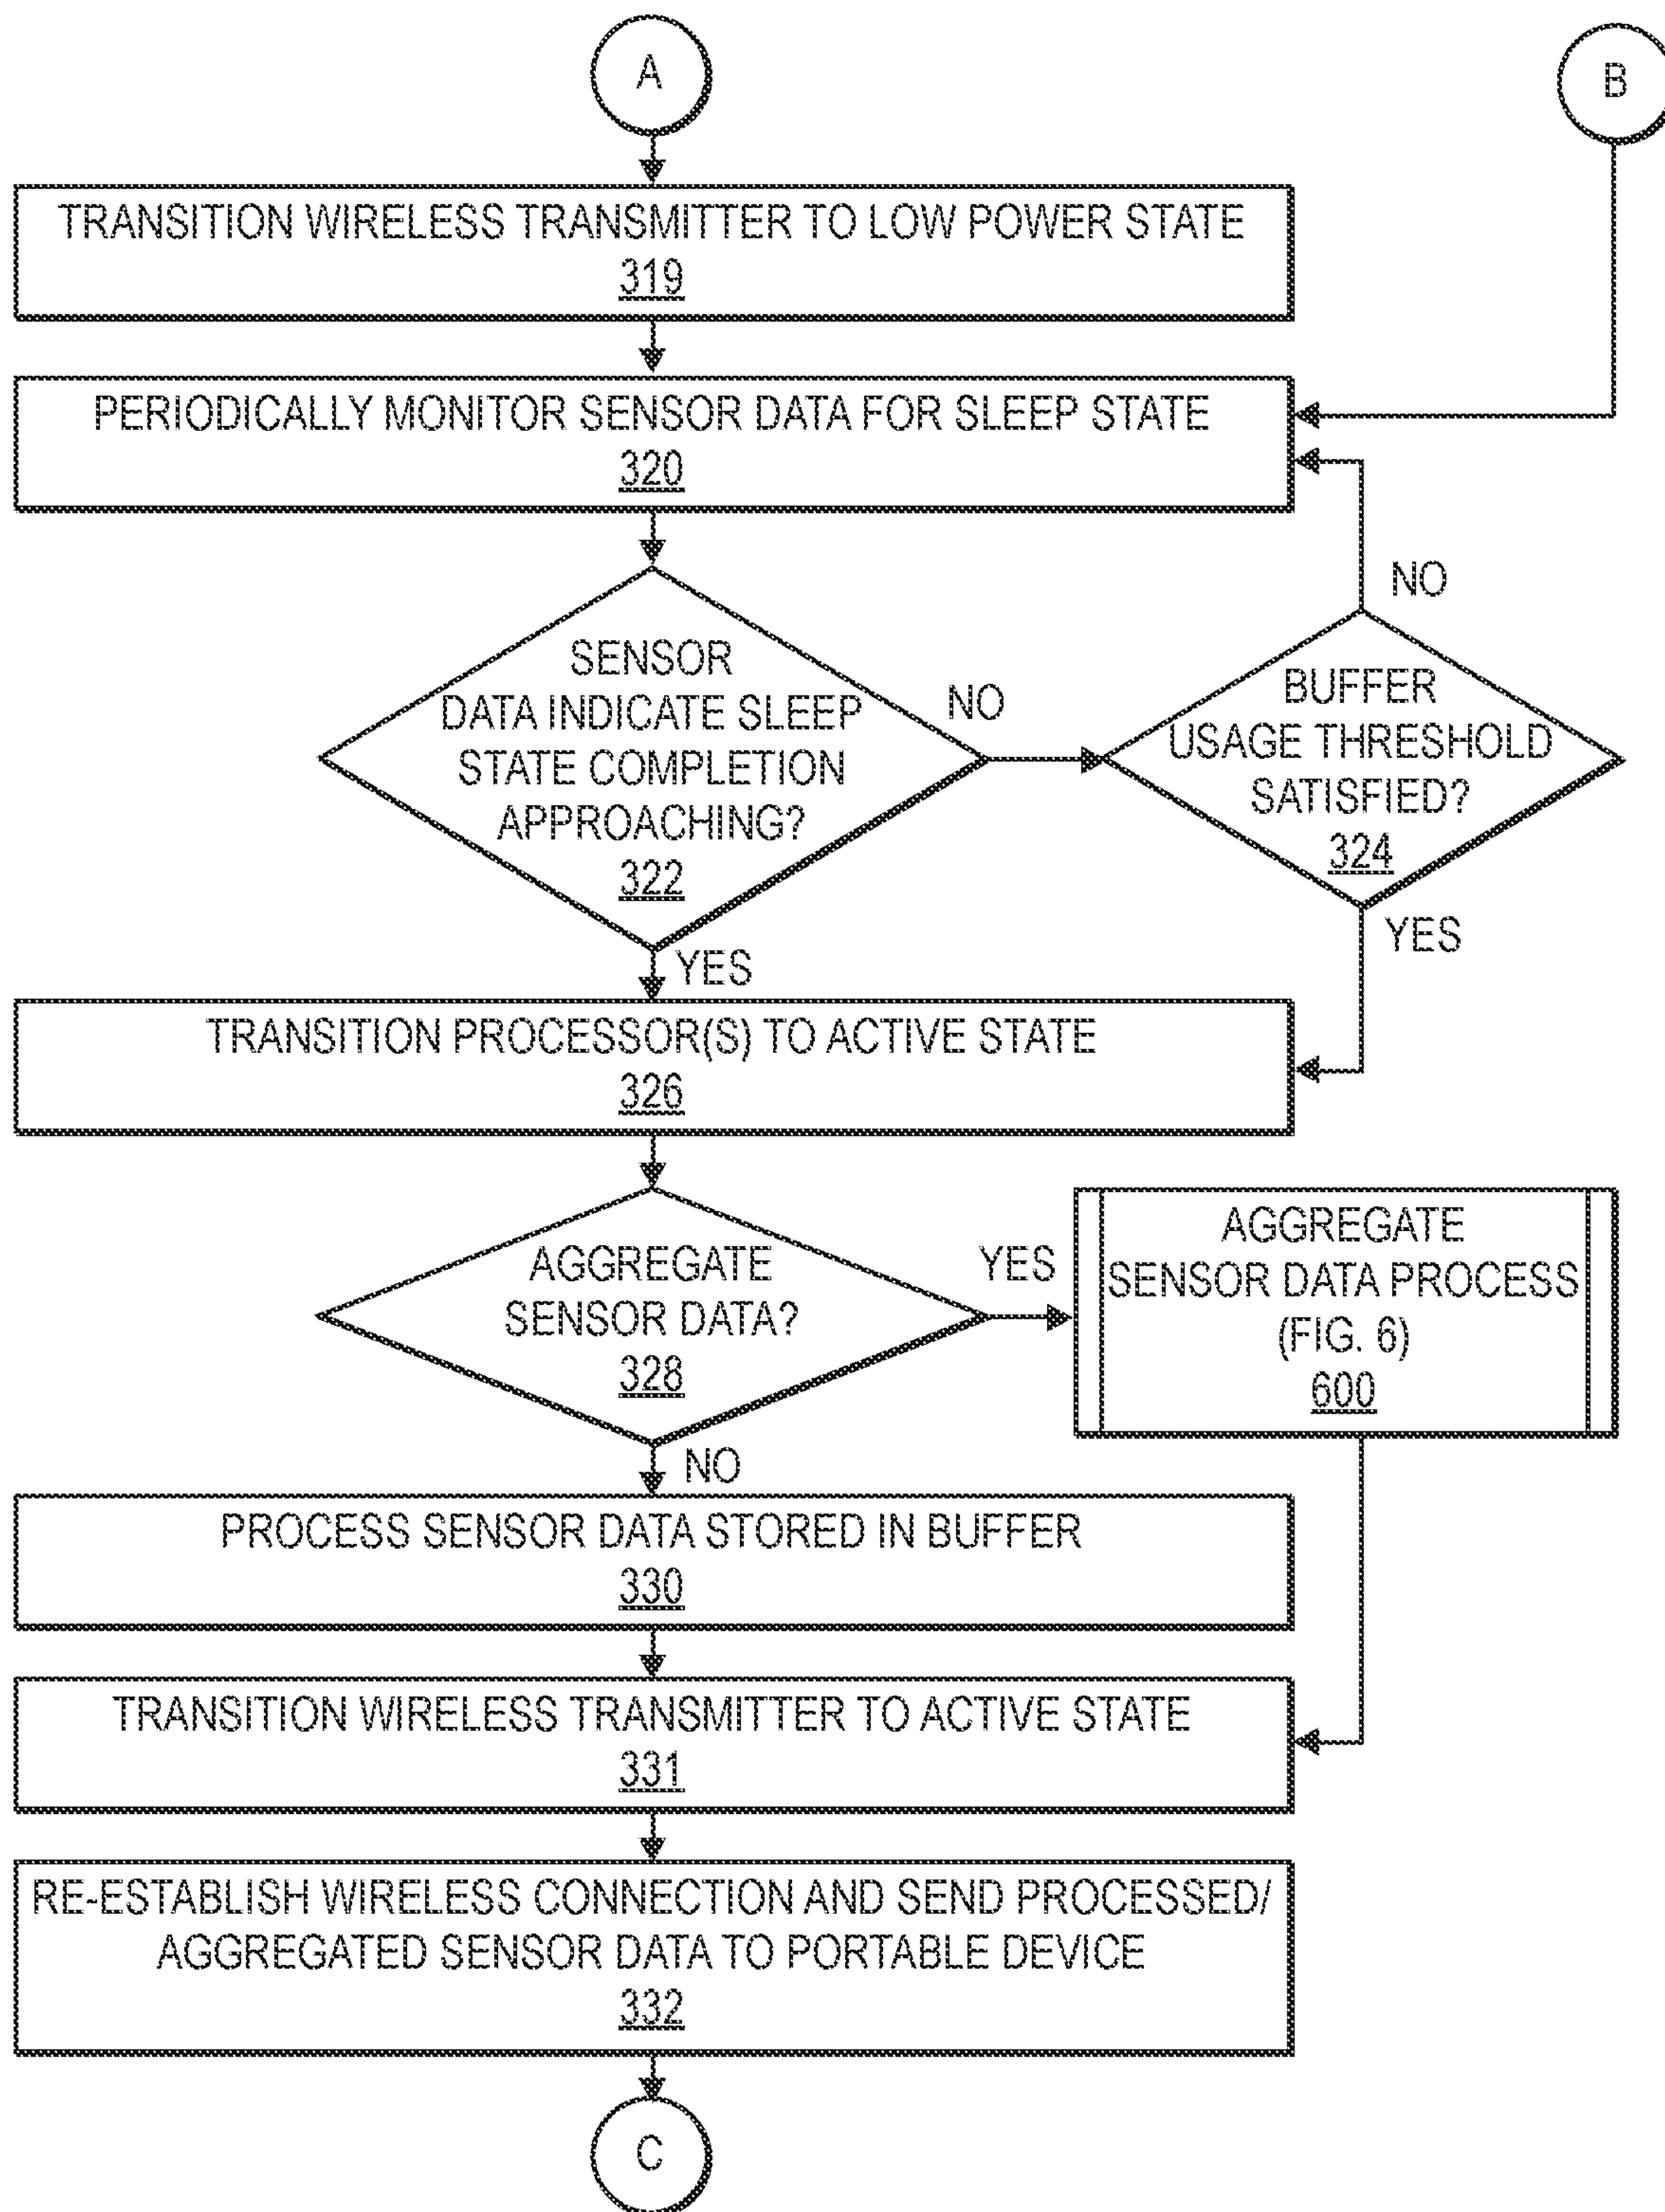 A
B
TRANSITION WIRELESS TRANSMITTER TO LOW POWER STATE
319
PERIODICALLY MONITOR SENSOR DATA FOR SLEEP STATE
320
SENSOR
DATA INDICATE SLEEP
STATE COMPLETION
APPROACHING?
322
NO
NO
BUFFER
USAGE THRESHOLD
SATISFIED?
324
YES
YES
TRANSITION PROCESSOR(S) TO ACTIVE STATE
326
AGGREGATE
SENSOR DATA?
328
YES
AGGREGATE
SENSOR DATA PROCESS
(FIG. 6)
600
NO
PROCESS SENSOR DATA STORED IN BUFFER
330
TRANSITION WIRELESS TRANSMITTER TO ACTIVE STATE
331
RE-ESTABLISH WIRELESS CONNECTION AND SEND PROCESSED/
AGGREGATED SENSOR DATA TO PORTABLE DEVICE
332
C